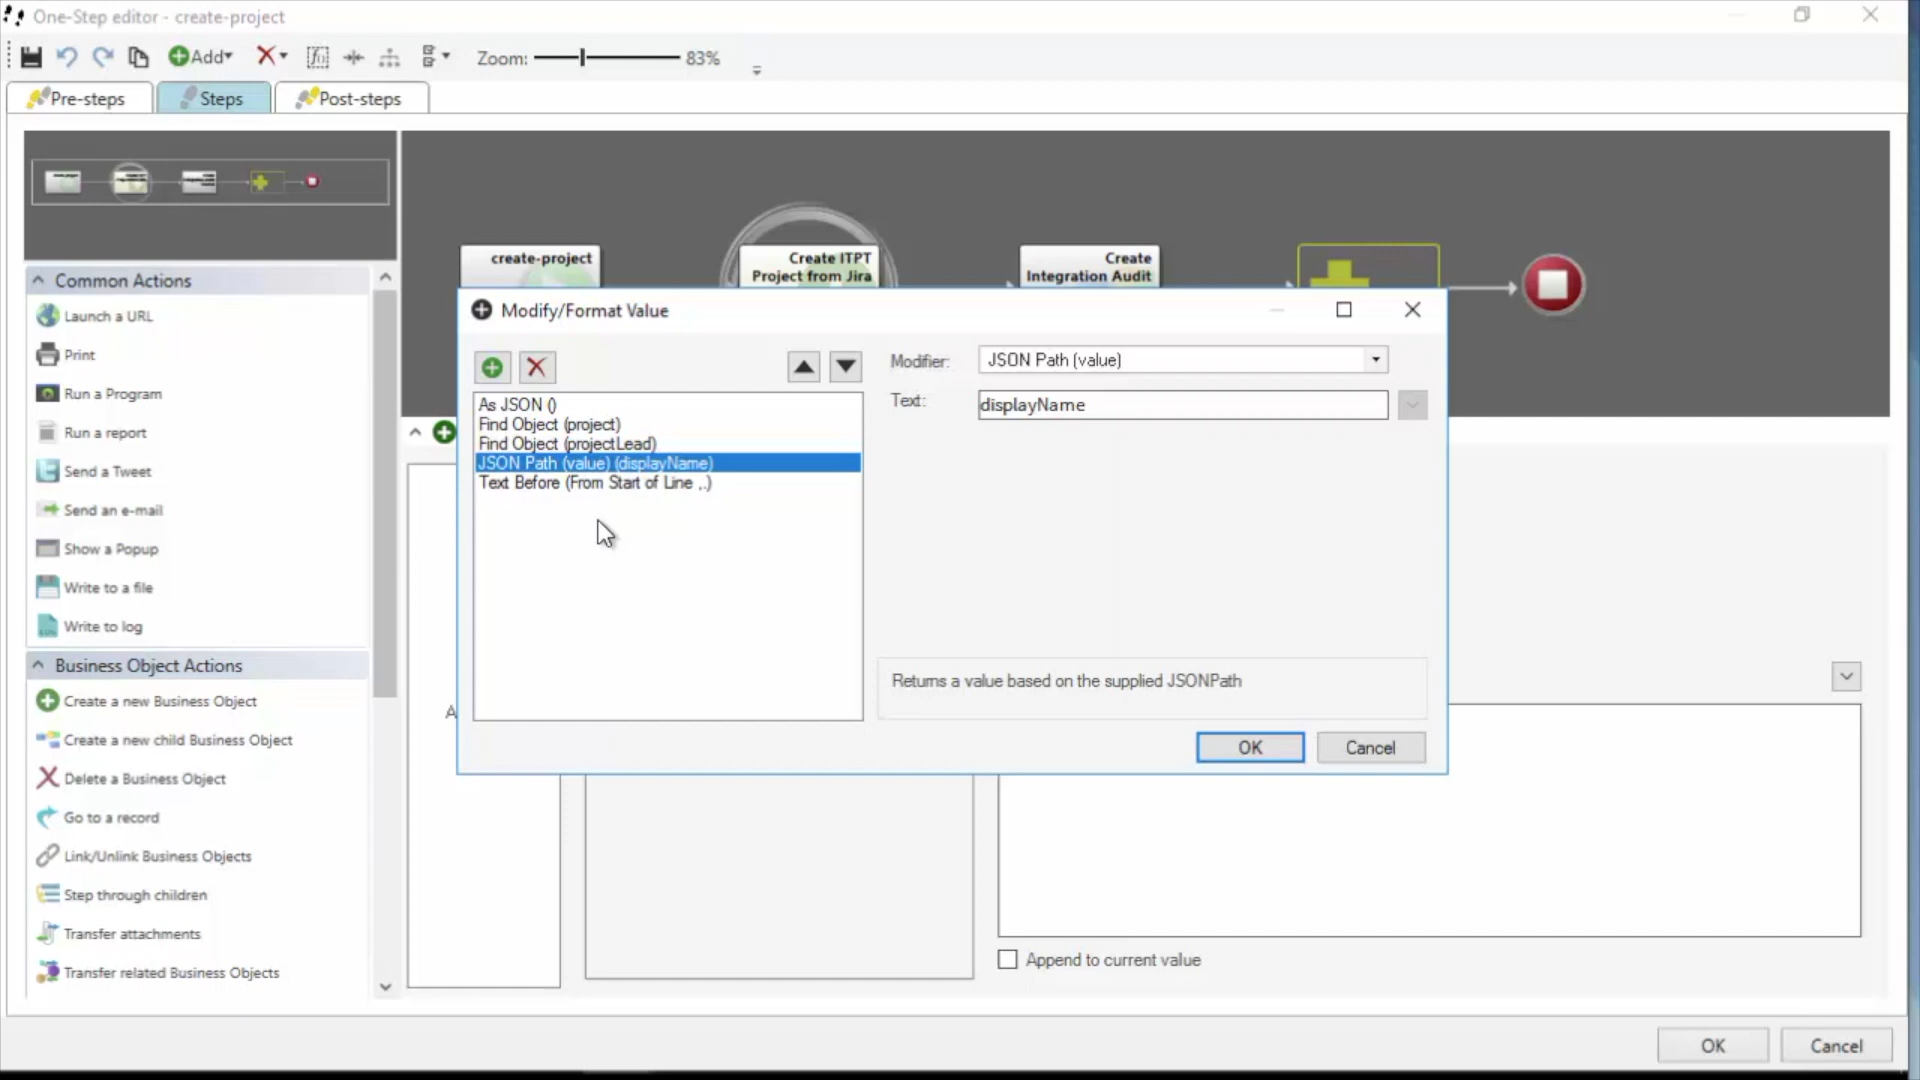 One-Step editor - create-project
Add
Zoom:
83%
Pre-steps
Steps
Post-steps
create-project
Create ITPT
Project from Jira
Create
Integration Audit
Common Actions
Launch a URL
Print
Run a Program
Run a report
Send a Tweet
Send an e-mail
Show a Popup
Write to a file
Write to log
Business Object Actions
Create a new Business Object
Create a new child Business Object
Delete a Business Object
Go to a record
Link/Unlink Business Objects
Step through children
Transfer attachments
Transfer related Business Objects
A
Modify/Format Value
As JSON ()
Find Object (project)
Find Object (projectLead)
JSON Path (value) (displayName)
Text Before (From Start of Line ,.)
Modifier:
JSON Path (value)
Text:
displayName
Returns a value based on the supplied JSONPath
OK
Cancel
Append to current value
OK
Cancel